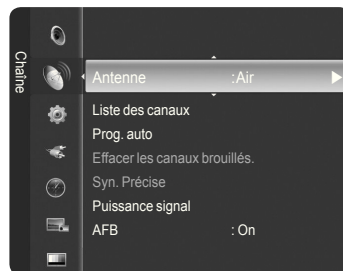 Chaîne
Antenne :Air
Liste des canaux
Prog. auto
Effacer les canaux brouillés.
Syn. Précise
Puissance signal
AFB : On